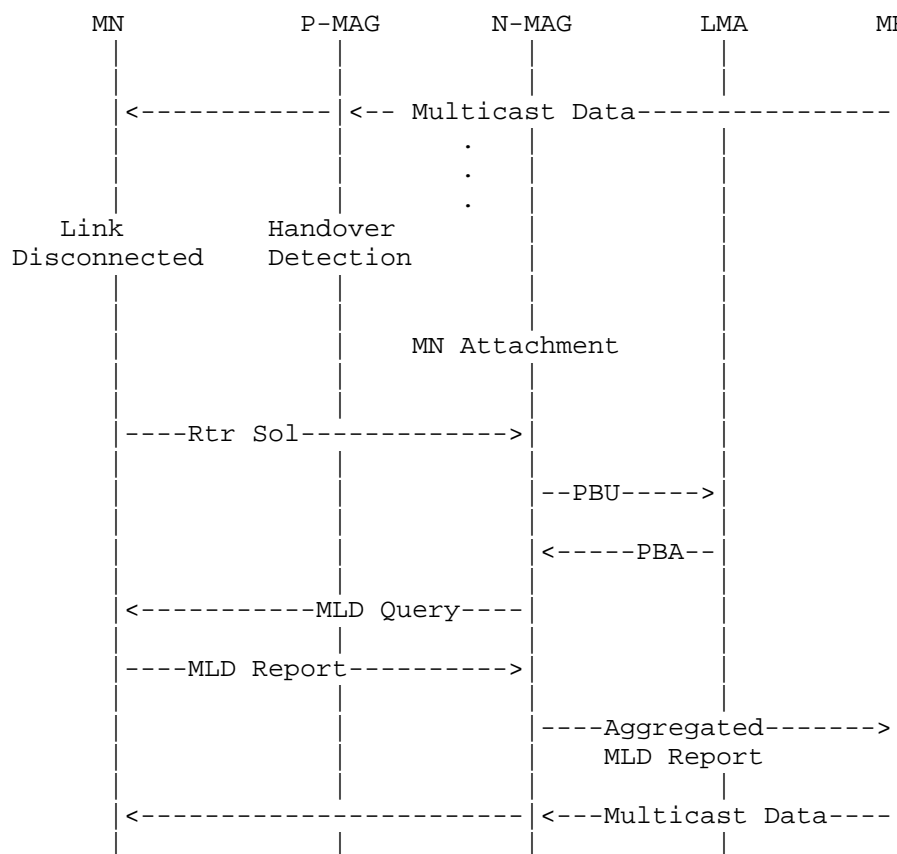 MN P-MAG N-MAG LMA
<-- Multicast Data
.
.
.
Link Handover
Disconnected Detection
MN Attachment
Rtr Sol
PBU
PBA
MLD Query
MLD Report
Aggregated
MLD Report
Multicast Data